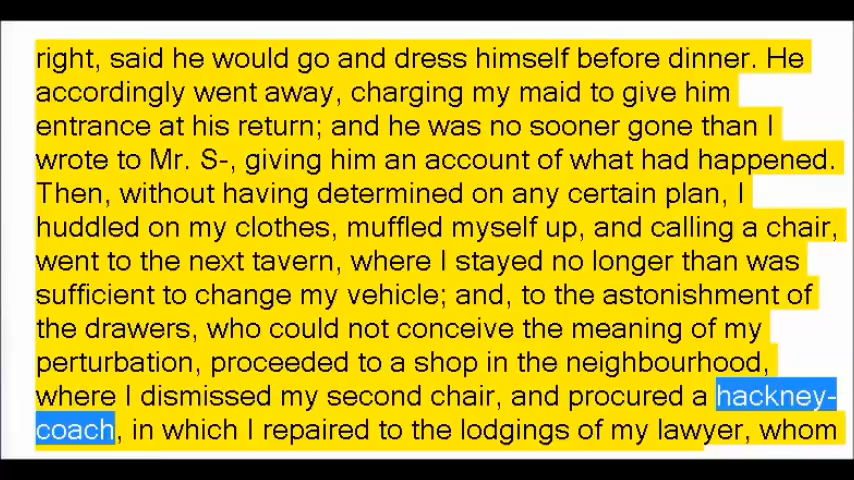 right, said he would go and dress himself before dinner. He
accordingly went away, charging my maid to give him
entrance at his return; and he was no sooner gone than I
wrote to Mr. S-, giving him an account of what had happened.
Then, without having determined on any certain plan, I
huddled on my clothes, muffled myself up, and calling a chair,
went to the next tavern, where I stayed no longer than was
sufficient to change my vehicle; and, to the astonishment of
the drawers, who could not conceive the meaning of my
perturbation, proceeded to a shop in the neighbourhood,
where I dismissed my second chair, and procured a hackney-
coach, in which I repaired to the lodgings of my lawyer, whom